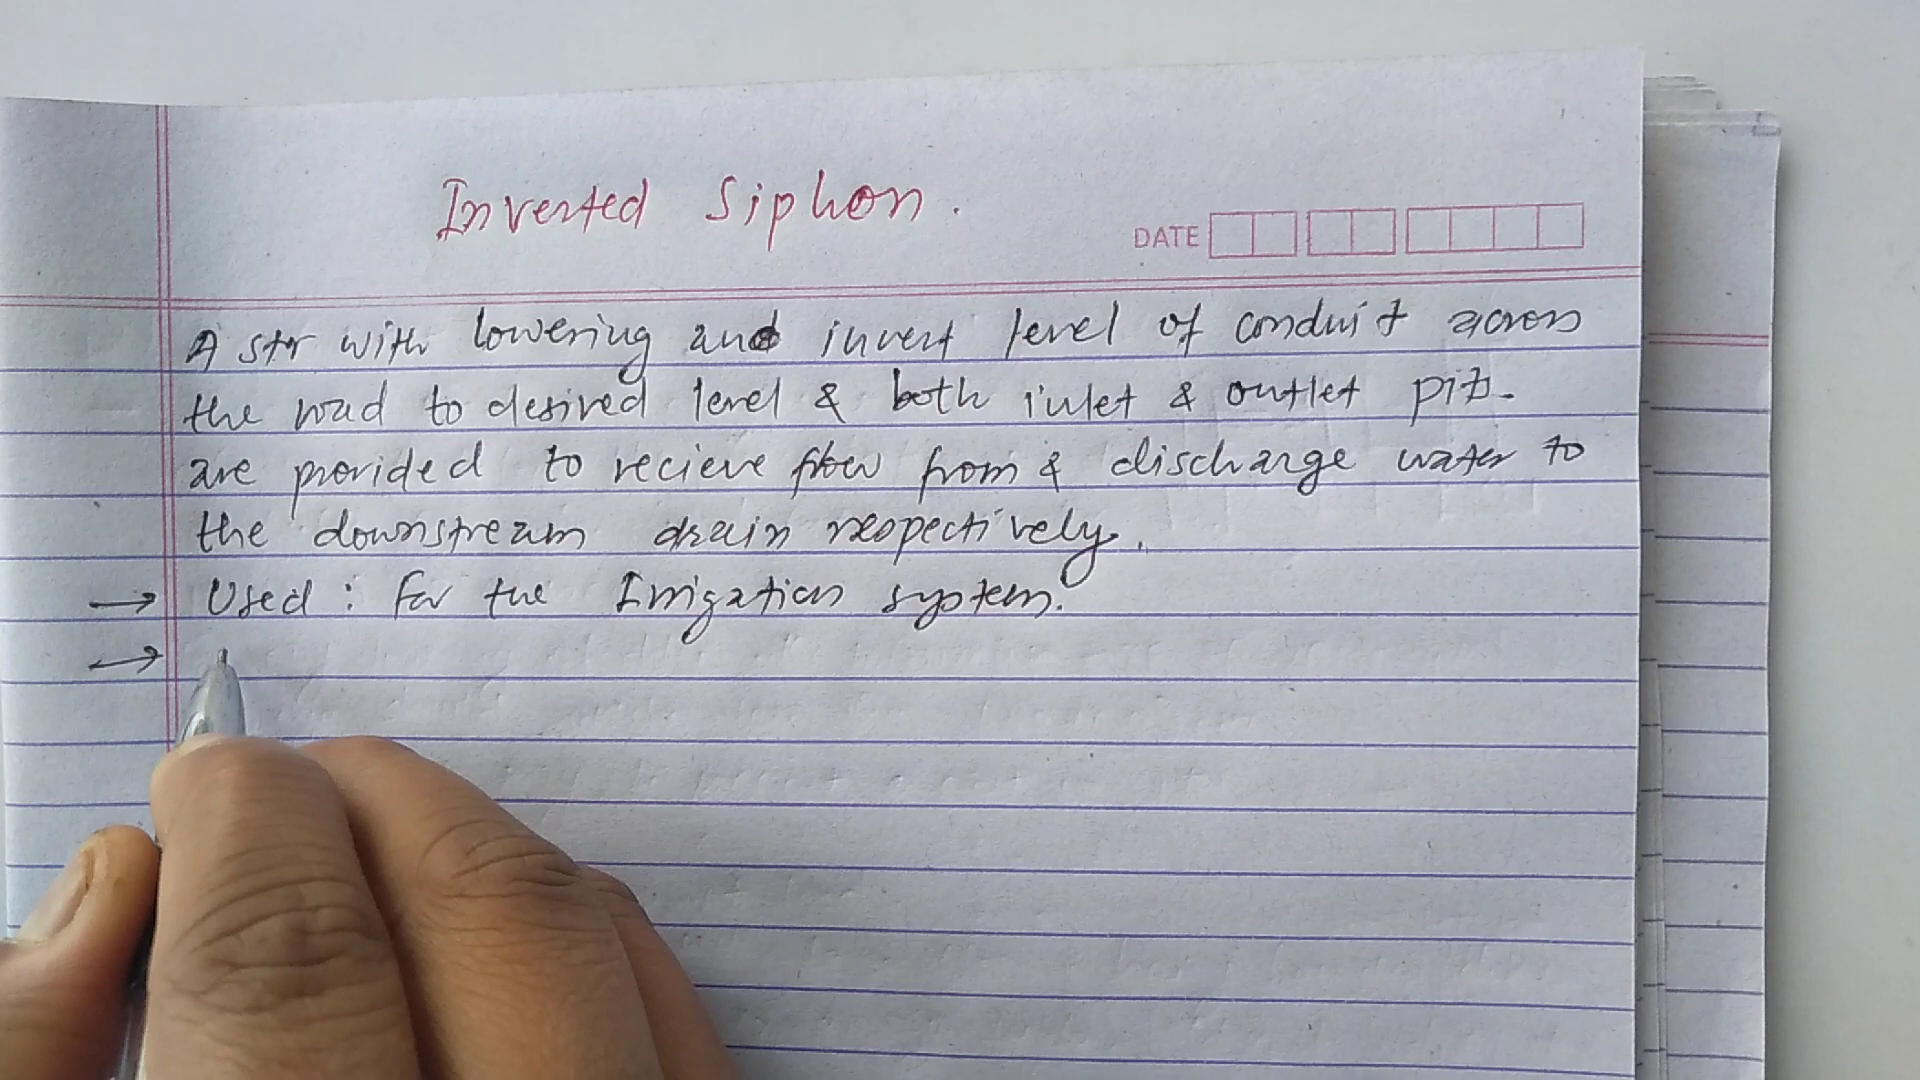 Inverted Siphon.
DATE
A str with lowering and invert level of conduit across
the road to desired level & both inlet & outlet pits.
are provided to recieve flow from & discharge water to
the downstream drain respectively.
→ Used : For the Irrigation system.
→